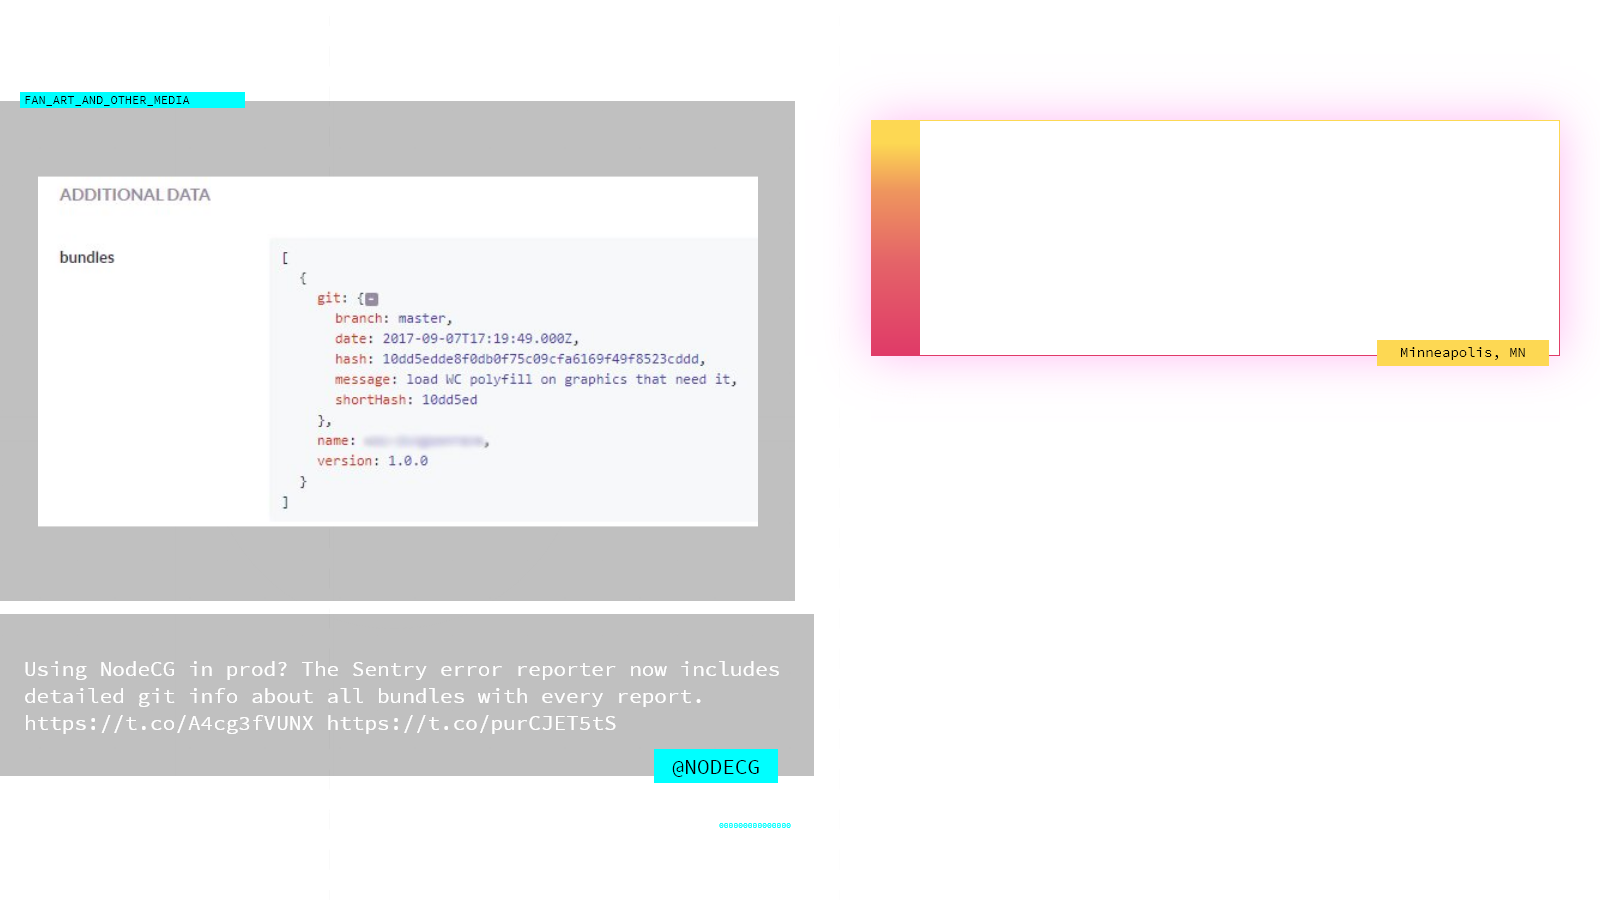 FAN_ART_AND_OTHER_MEDIA
ADDITIONAL DATA
bundles
[
{
git: {-
branch: master,
date: 2017-09-07T17:19:49.000Z,
hash: 10dd5edde8f0db0f75c09cfa6169f49f8523cddd,
message: load WC polyfill on graphics that need it,
shortHash: 10dd5ed
},
name: ,
version: 1.0.0
}
]
Using NodeCG in prod? The Sentry error reporter now includes
detailed git info about all bundles with every report.
https://t.co/A4cg3fVUNX https://t.co/purCJET5tS
@NODECG
Minneapolis, MN